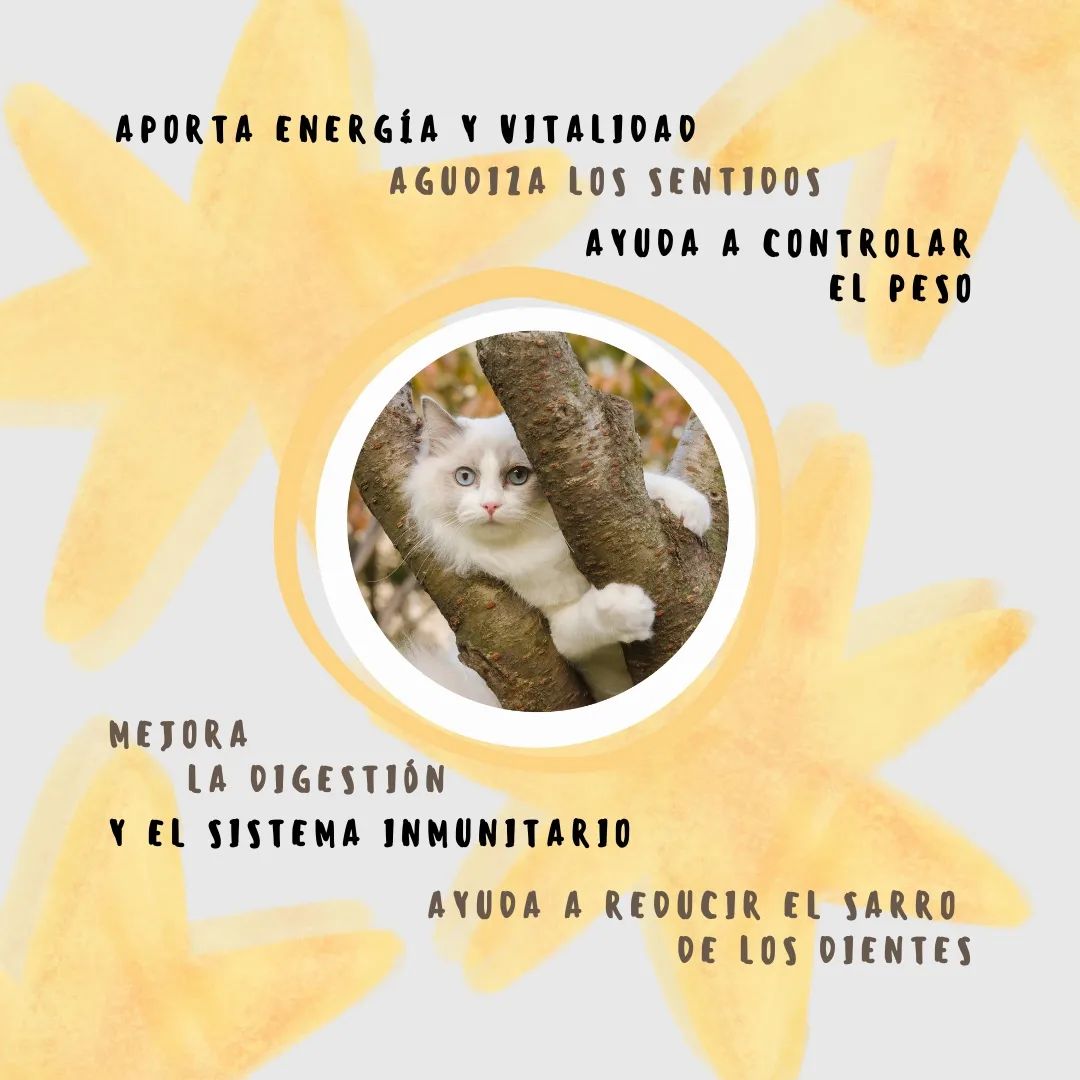 APORTA ENERGÍA Y VITALIDAD
AGUDIZA LOS SENTIDOS
AYUDA A CONTROLAR
EL PESO
MEJORA
LA DIGESTIÓN
Y EL SISTEMA INMUNITARIO
AYUDA A REDUCIR EL SARRO
DE LOS DIENTES